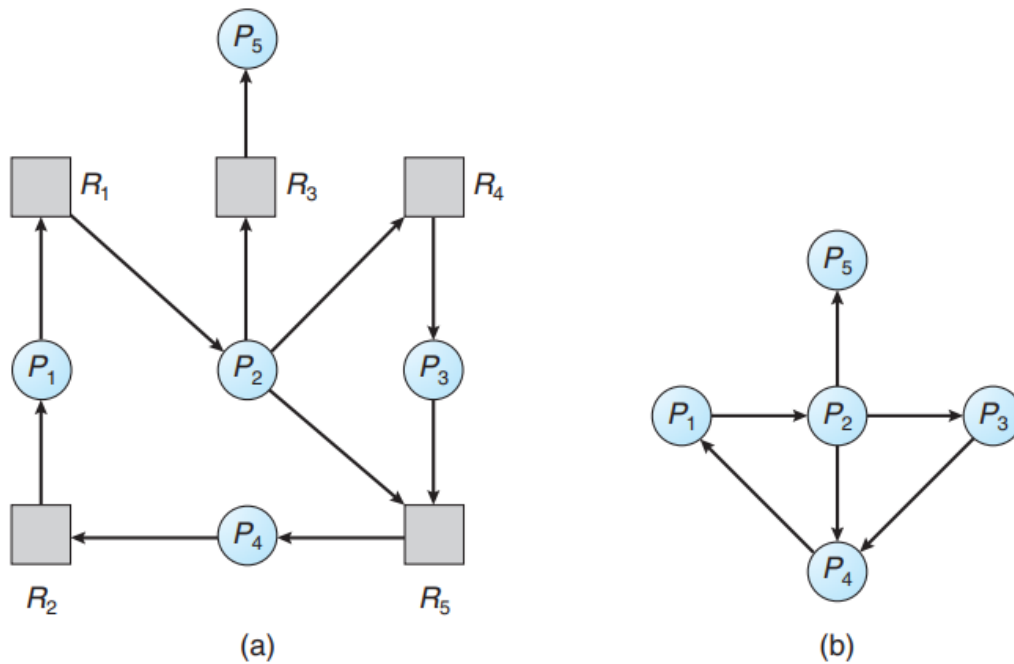 P₅
R₁ R₃ R₄
P₅
P₁ P₂ P₃
P₁ P₂ P₃
P₄
P₄
R₂ R₅
(a) (b)